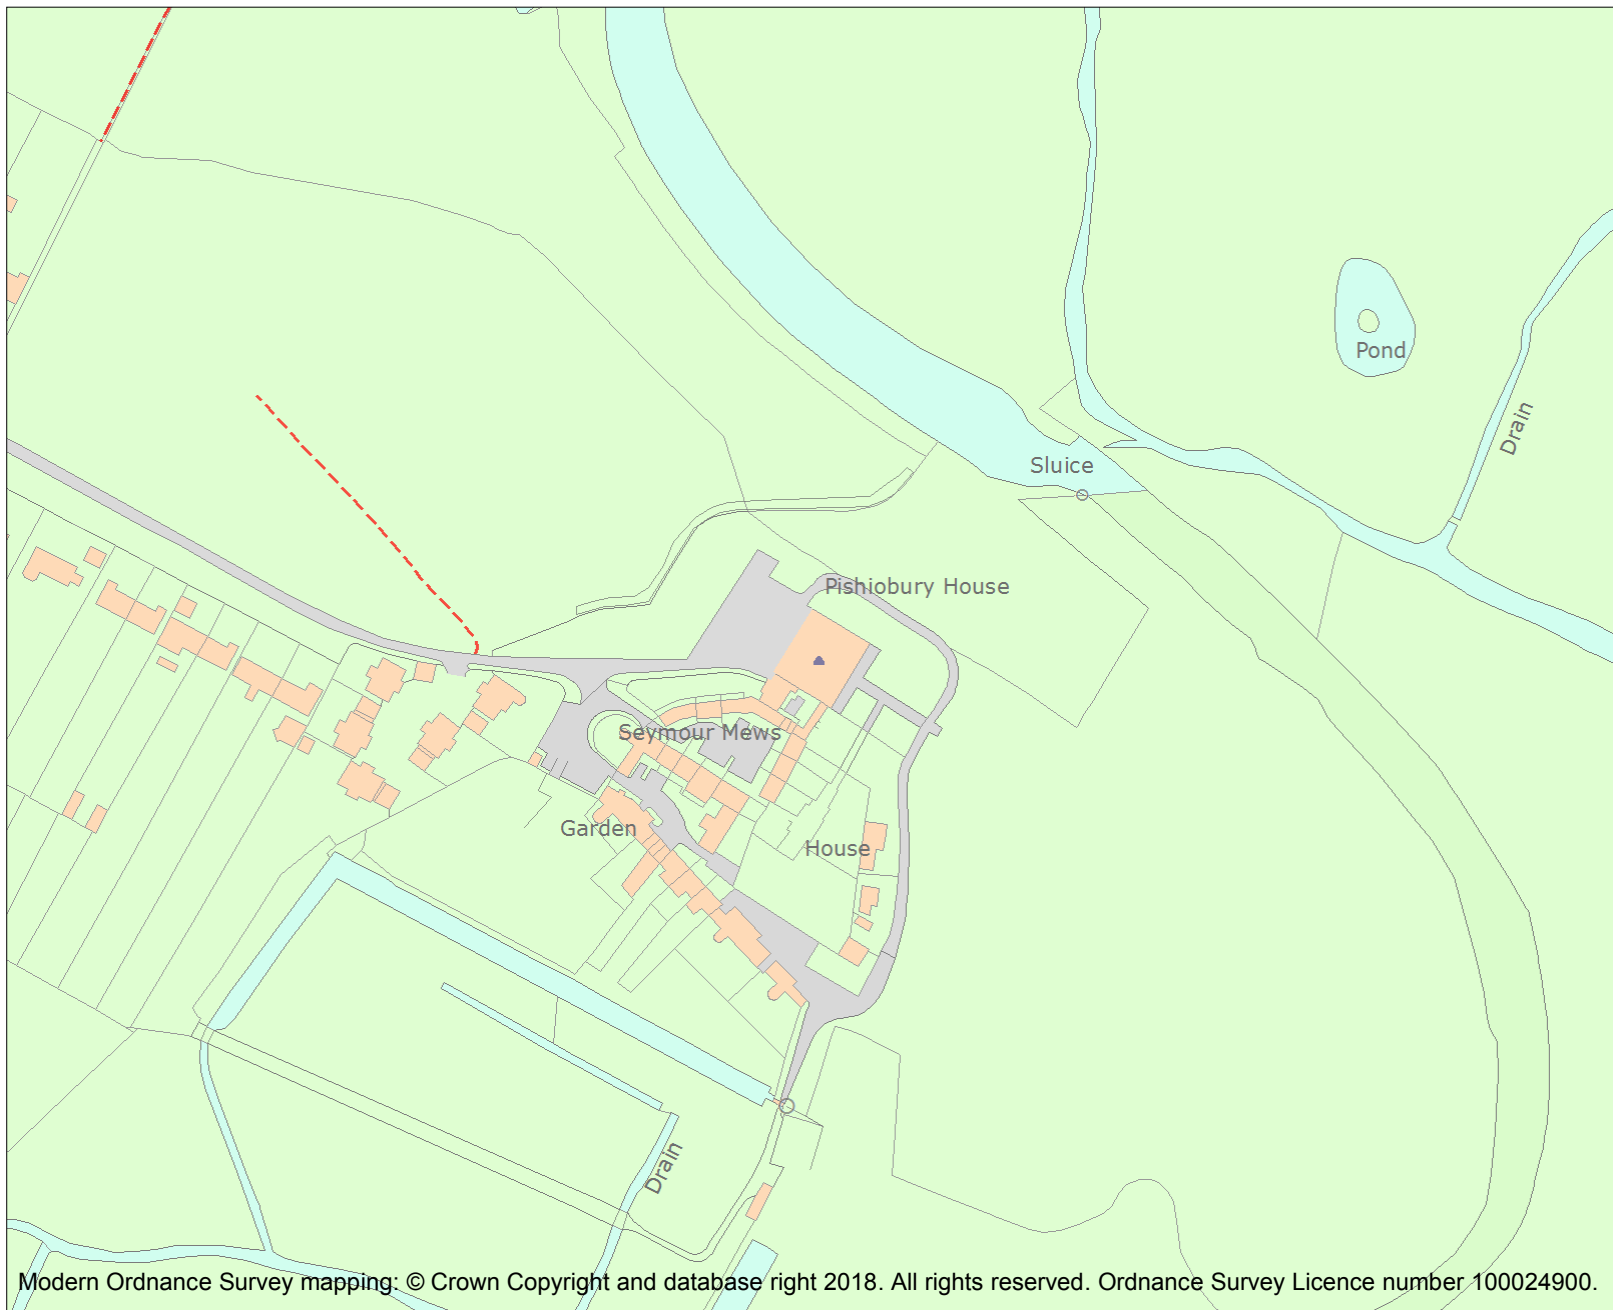 Pond
Drain
Sluice
Pishiobury House
Seymour Mews
Garden
House
Drain
Modern Ordnance Survey mapping: © Crown Copyright and database right 2018. All rights reserved. Ordnance Survey Licence number 100024900.